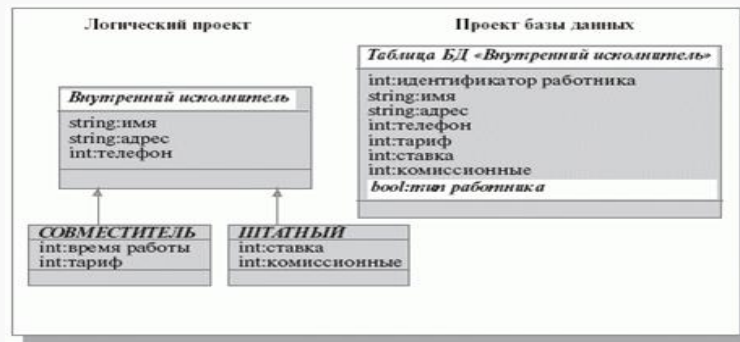 Логический проект
Внутренний исполнитель
string:имя
string:адрес
int:телефон
СОВМЕСТИТЕЛЬ
int:время работы
int:тариф
ШТАТНЫЙ
int:ставка
int:комиссионные
Проект базы данных
Таблица БД «Внутренний исполнитель»
int:идентификатор работника
string:имя
string:адрес
int:телефон
int:тариф
int:ставка
int:комиссионные
bool:тип работника